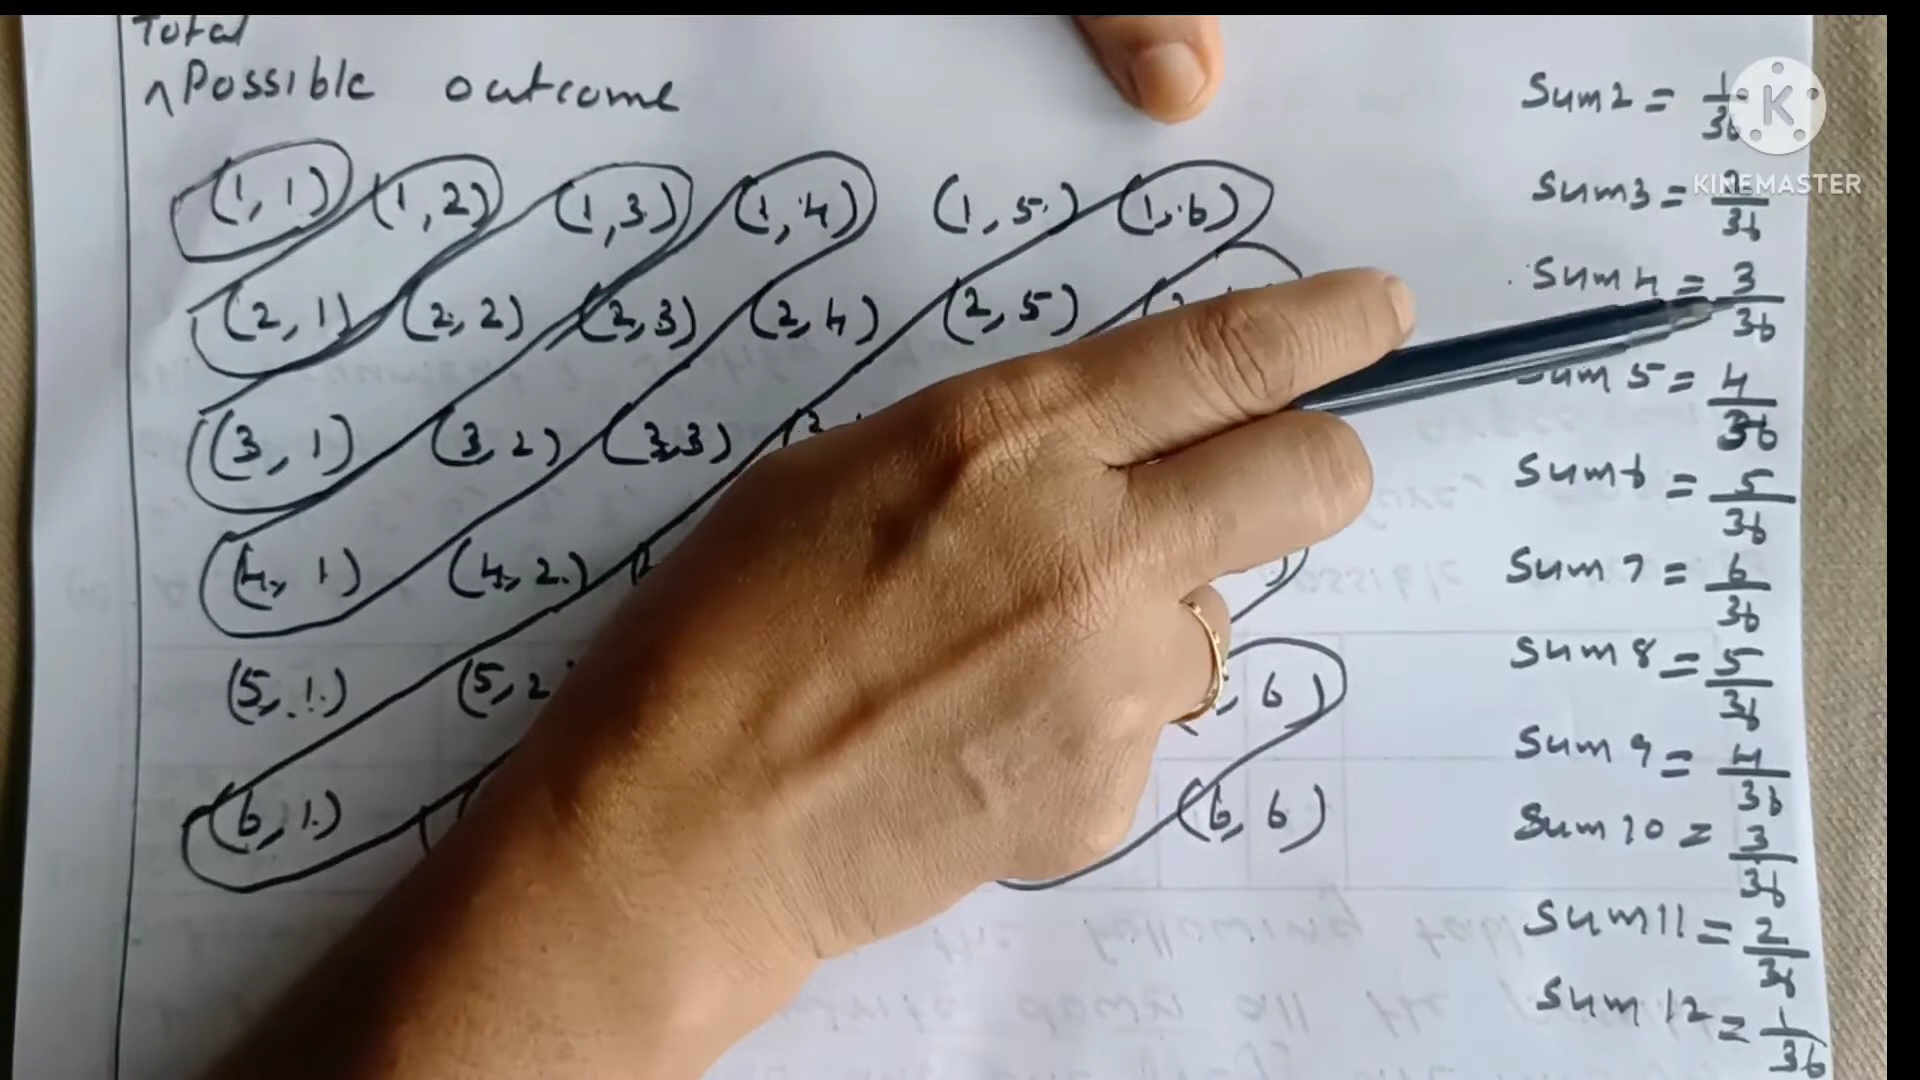 Total
^Possible outcome
(1, 1) (1, 2) (1, 3) (1, 4) (1, 5) (1, 6)
(2, 1) (2, 2) (2, 3) (2, 4) (2, 5)
(3, 1) (3, 2) (3, 3)
(4, 1) (4, 2)
(5, 1) (5, 2
, 6)
(6, 1) (6, 6)
Sum 2 = 1/36
Sum 3 = 2/36
Sum 4 = 3/36
Sum 5 = 4/36
Sum 6 = 5/36
Sum 7 = 6/36
Sum 8 = 5/36
Sum 9 = 4/36
Sum 10 = 3/36
Sum 11 = 2/36
Sum 12 = 1/36
K
KINEMASTER